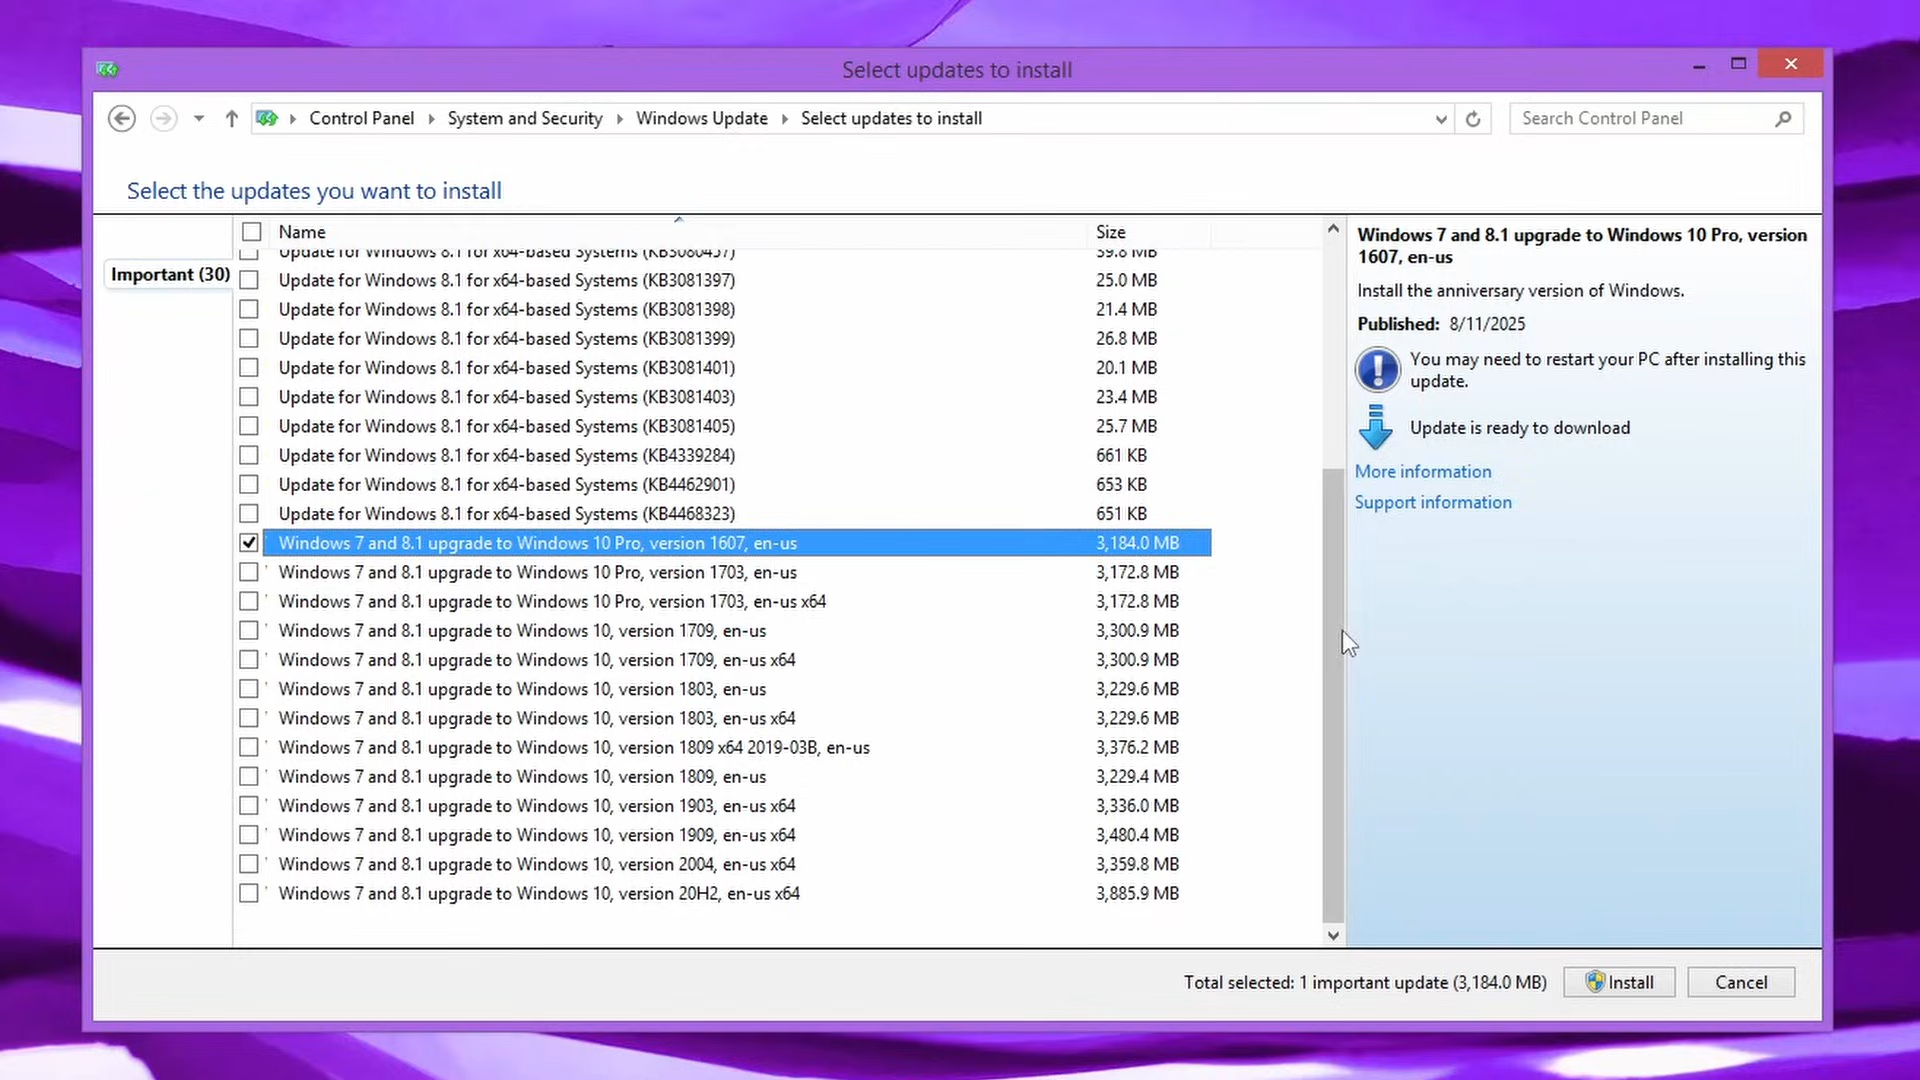 Select updates to install
Control Panel
System and Security
Windows Update
Select updates to install
Search Control Panel
Select the updates you want to install
Name Size
Important (30)
Update for Windows 8.1 for x64-based Systems (KB3080457) 39.8 MB
Update for Windows 8.1 for x64-based Systems (KB3081397) 25.0 MB
Update for Windows 8.1 for x64-based Systems (KB3081398) 21.4 MB
Update for Windows 8.1 for x64-based Systems (KB3081399) 26.8 MB
Update for Windows 8.1 for x64-based Systems (KB3081401) 20.1 MB
Update for Windows 8.1 for x64-based Systems (KB3081403) 23.4 MB
Update for Windows 8.1 for x64-based Systems (KB3081405) 25.7 MB
Update for Windows 8.1 for x64-based Systems (KB4339284) 661 KB
Update for Windows 8.1 for x64-based Systems (KB4462901) 653 KB
Update for Windows 8.1 for x64-based Systems (KB4468323) 651 KB
Windows 7 and 8.1 upgrade to Windows 10 Pro, version 1607, en-us 3,184.0 MB
Windows 7 and 8.1 upgrade to Windows 10 Pro, version 1703, en-us 3,172.8 MB
Windows 7 and 8.1 upgrade to Windows 10 Pro, version 1703, en-us x64 3,172.8 MB
Windows 7 and 8.1 upgrade to Windows 10, version 1709, en-us 3,300.9 MB
Windows 7 and 8.1 upgrade to Windows 10, version 1709, en-us x64 3,300.9 MB
Windows 7 and 8.1 upgrade to Windows 10, version 1803, en-us 3,229.6 MB
Windows 7 and 8.1 upgrade to Windows 10, version 1803, en-us x64 3,229.6 MB
Windows 7 and 8.1 upgrade to Windows 10, version 1809 x64 2019-03B, en-us 3,376.2 MB
Windows 7 and 8.1 upgrade to Windows 10, version 1809, en-us 3,229.4 MB
Windows 7 and 8.1 upgrade to Windows 10, version 1903, en-us x64 3,336.0 MB
Windows 7 and 8.1 upgrade to Windows 10, version 1909, en-us x64 3,480.4 MB
Windows 7 and 8.1 upgrade to Windows 10, version 2004, en-us x64 3,359.8 MB
Windows 7 and 8.1 upgrade to Windows 10, version 20H2, en-us x64 3,885.9 MB
Windows 7 and 8.1 upgrade to Windows 10 Pro, version
1607, en-us
Install the anniversary version of Windows.
Published: 8/11/2025
You may need to restart your PC after installing this
update.
Update is ready to download
More information
Support information
Total selected: 1 important update (3,184.0 MB)
Install
Cancel